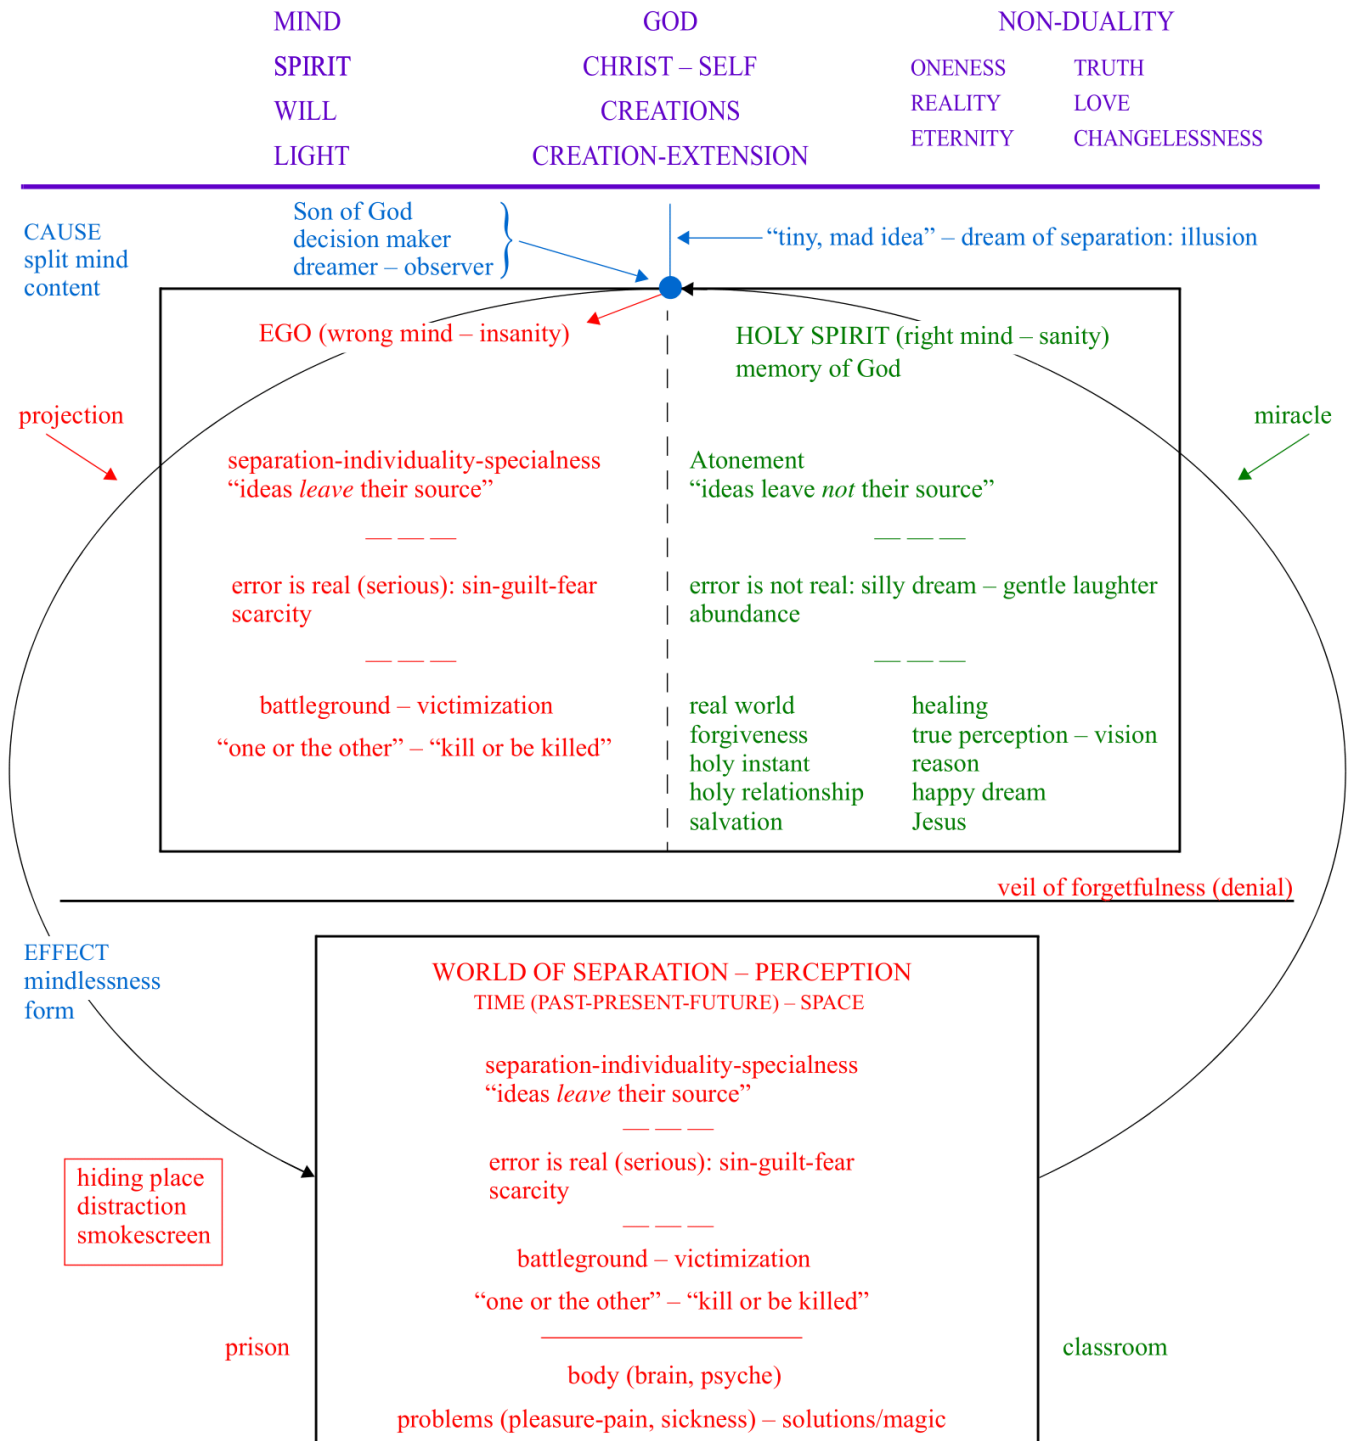 MIND
SPIRIT
WILL
LIGHT
GOD
CHRIST – SELF
CREATIONS
CREATION-EXTENSION
NON-DUALITY
ONENESS TRUTH
REALITY LOVE
ETERNITY CHANGELESSNESS
CAUSE
split mind
content
Son of God
decision maker
dreamer – observer
“tiny, mad idea” – dream of separation: illusion
EGO (wrong mind – insanity)
HOLY SPIRIT (right mind – sanity)
memory of God
projection
miracle
separation-individuality-specialness
“ideas leave their source”
error is real (serious): sin-guilt-fear
scarcity
battleground – victimization
“one or the other” – “kill or be killed”
Atonement
“ideas leave not their source”
error is not real: silly dream – gentle laughter
abundance
real world healing
forgiveness true perception – vision
holy instant reason
holy relationship happy dream
salvation Jesus
veil of forgetfulness (denial)
EFFECT
mindlessness
form
WORLD OF SEPARATION – PERCEPTION
TIME (PAST-PRESENT-FUTURE) – SPACE
separation-individuality-specialness
“ideas leave their source”
error is real (serious): sin-guilt-fear
scarcity
battleground – victimization
“one or the other” – “kill or be killed”
body (brain, psyche)
problems (pleasure-pain, sickness) – solutions/magic
hiding place
distraction
smokescreen
prison
classroom